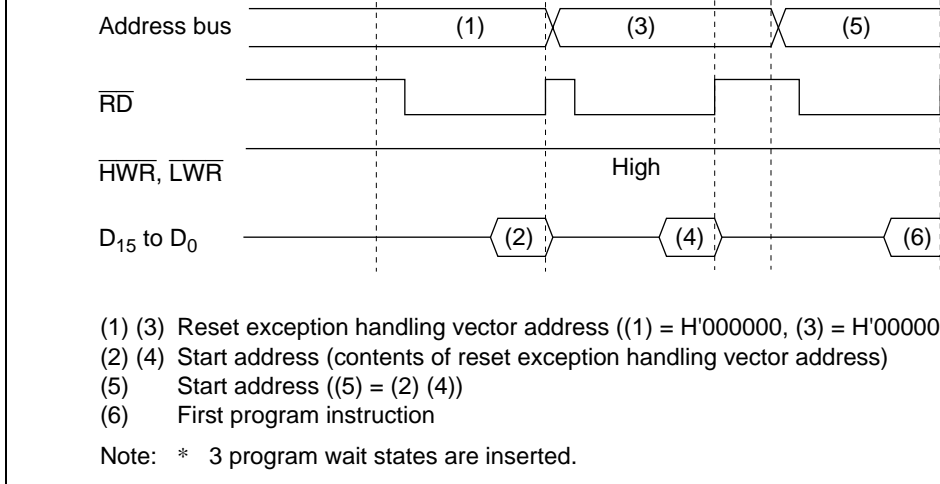 Address bus (1) (3) (5)
RD
HWR, LWR High
D15 to D0 (2) (4) (6)
(1) (3) Reset exception handling vector address ((1) = H'000000, (3) = H'00000
(2) (4) Start address (contents of reset exception handling vector address)
(5) Start address ((5) = (2) (4))
(6) First program instruction
Note: * 3 program wait states are inserted.